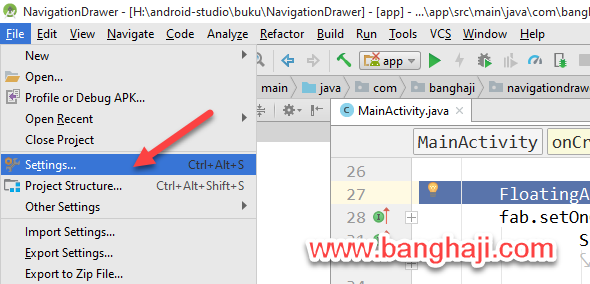 NavigationDrawer - [H:\android-studio\buku\NavigationDrawer] - [app] - ...\app\src\main\java\com\bangh
File Edit View Navigate Code Analyze Refactor Build Run Tools VCS Window
New
Open...
Profile or Debug APK...
Open Recent
Close Project
Settings... Ctrl+Alt+S
Project Structure... Ctrl+Alt+Shift+S
Other Settings
Import Settings...
Export Settings...
Export to Zip File...
app
main java com banghaji navigationdraw
MainActivity.java
MainActivity onCr
26
27 FloatingA
28 fab.setOn
S
31
www.banghaji.com